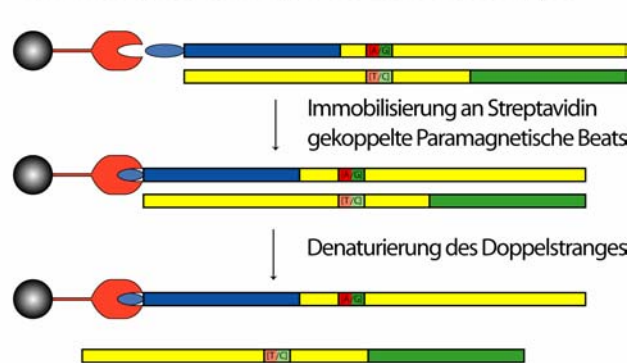 [A/G]
[T/C]
Immobilisierung an Streptavidin
gekoppelte Paramagnetische Beats
[A/G]
[T/C]
Denaturierung des Doppelstranges
[A/G]
[T/C]